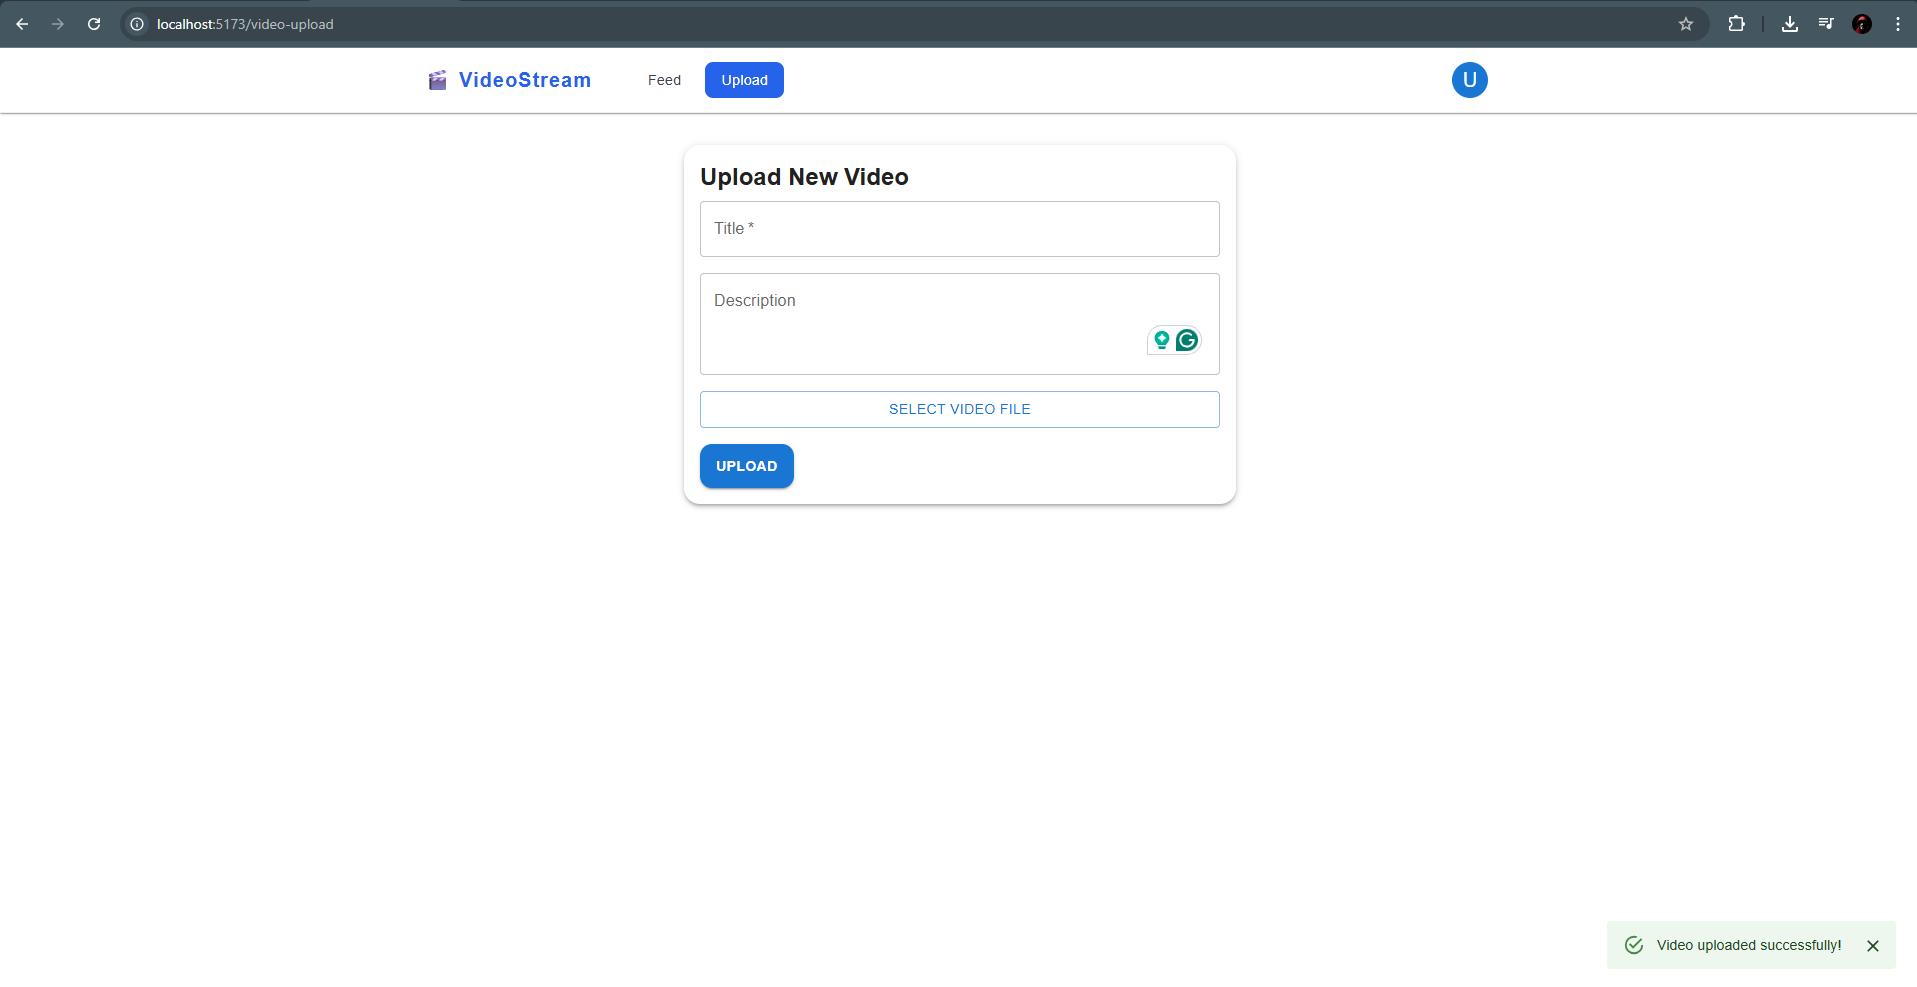 localhost:5173/video-upload
VideoStream
Feed
Upload
U
Upload New Video
Title *
Description
G
SELECT VIDEO FILE
UPLOAD
Video uploaded successfully!